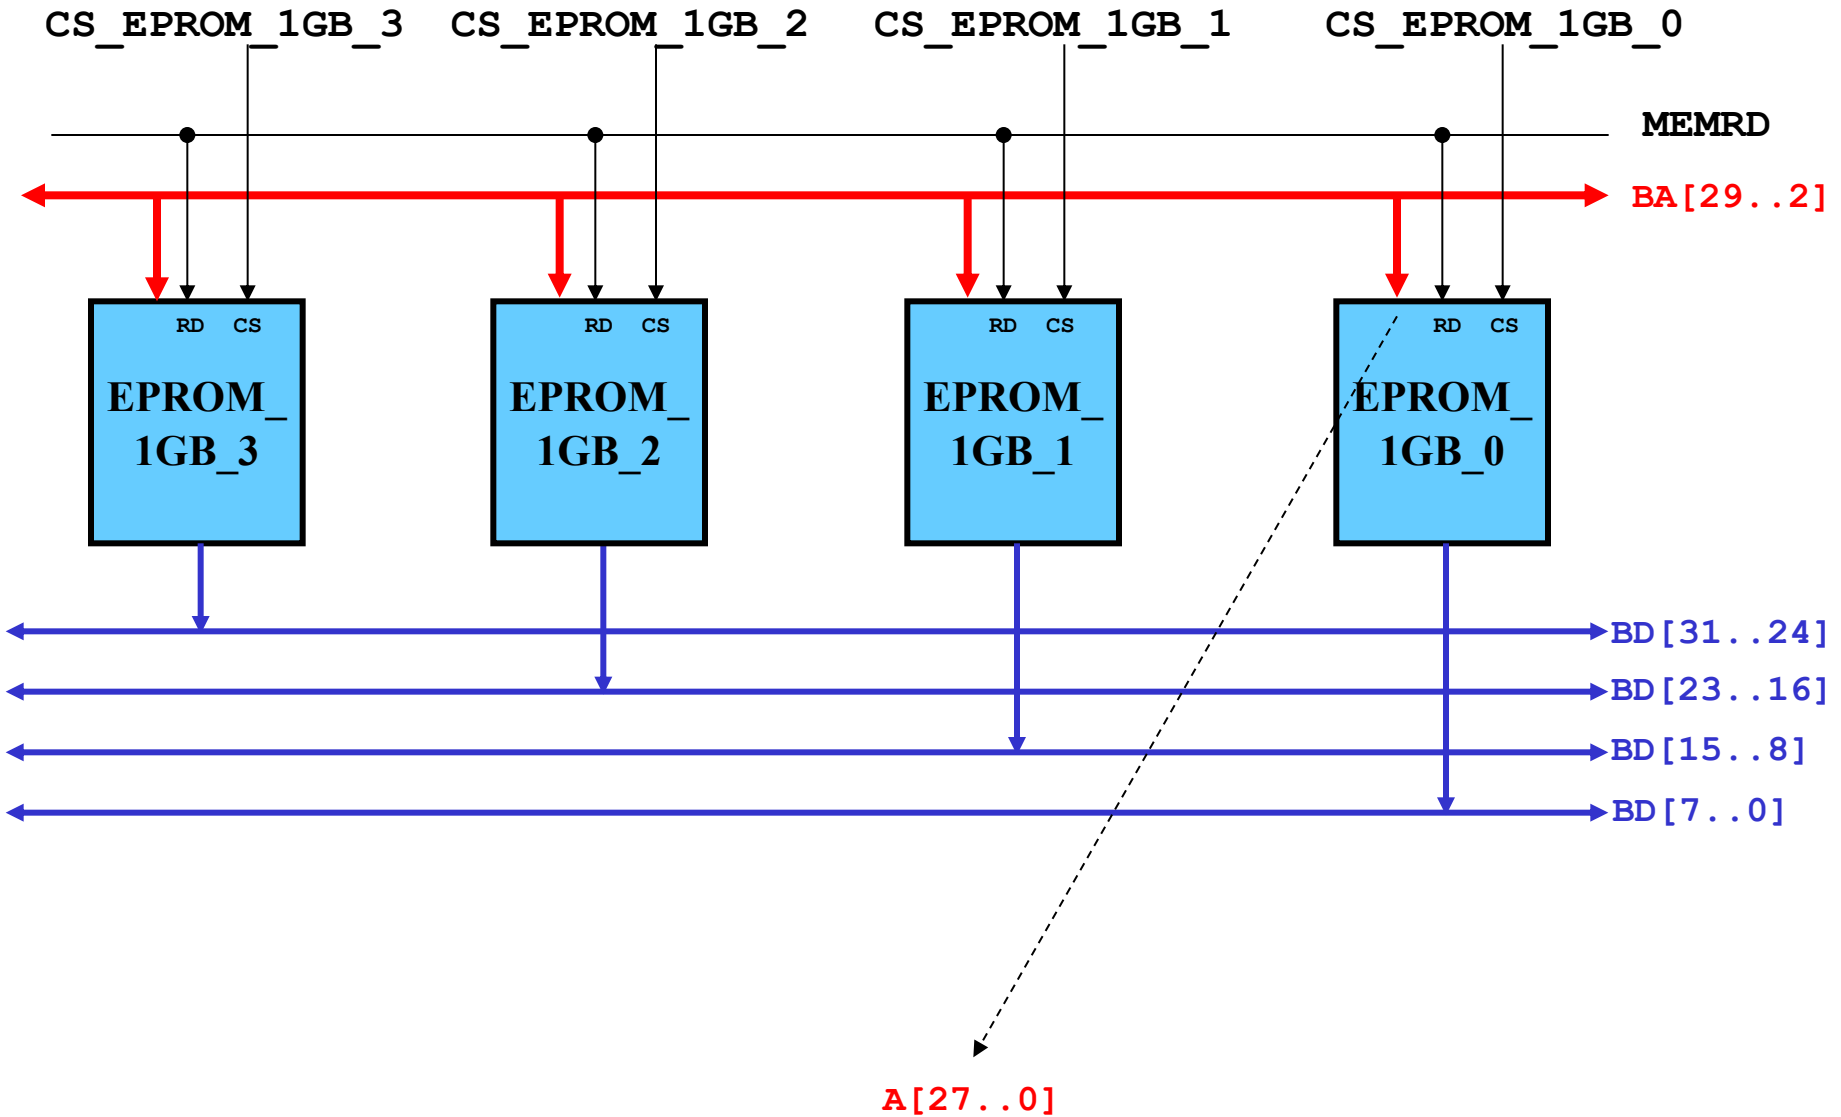 CS_EPROM_1GB_3 CS_EPROM_1GB_2 CS_EPROM_1GB_1 CS_EPROM_1GB_0
MEMRD
BA[29..2]
RD CS RD CS RD CS RD CS
EPROM_ EPROM_ EPROM_ EPROM_
1GB_3 1GB_2 1GB_1 1GB_0
BD[31..24]
BD[23..16]
BD[15..8]
BD[7..0]
A[27..0]